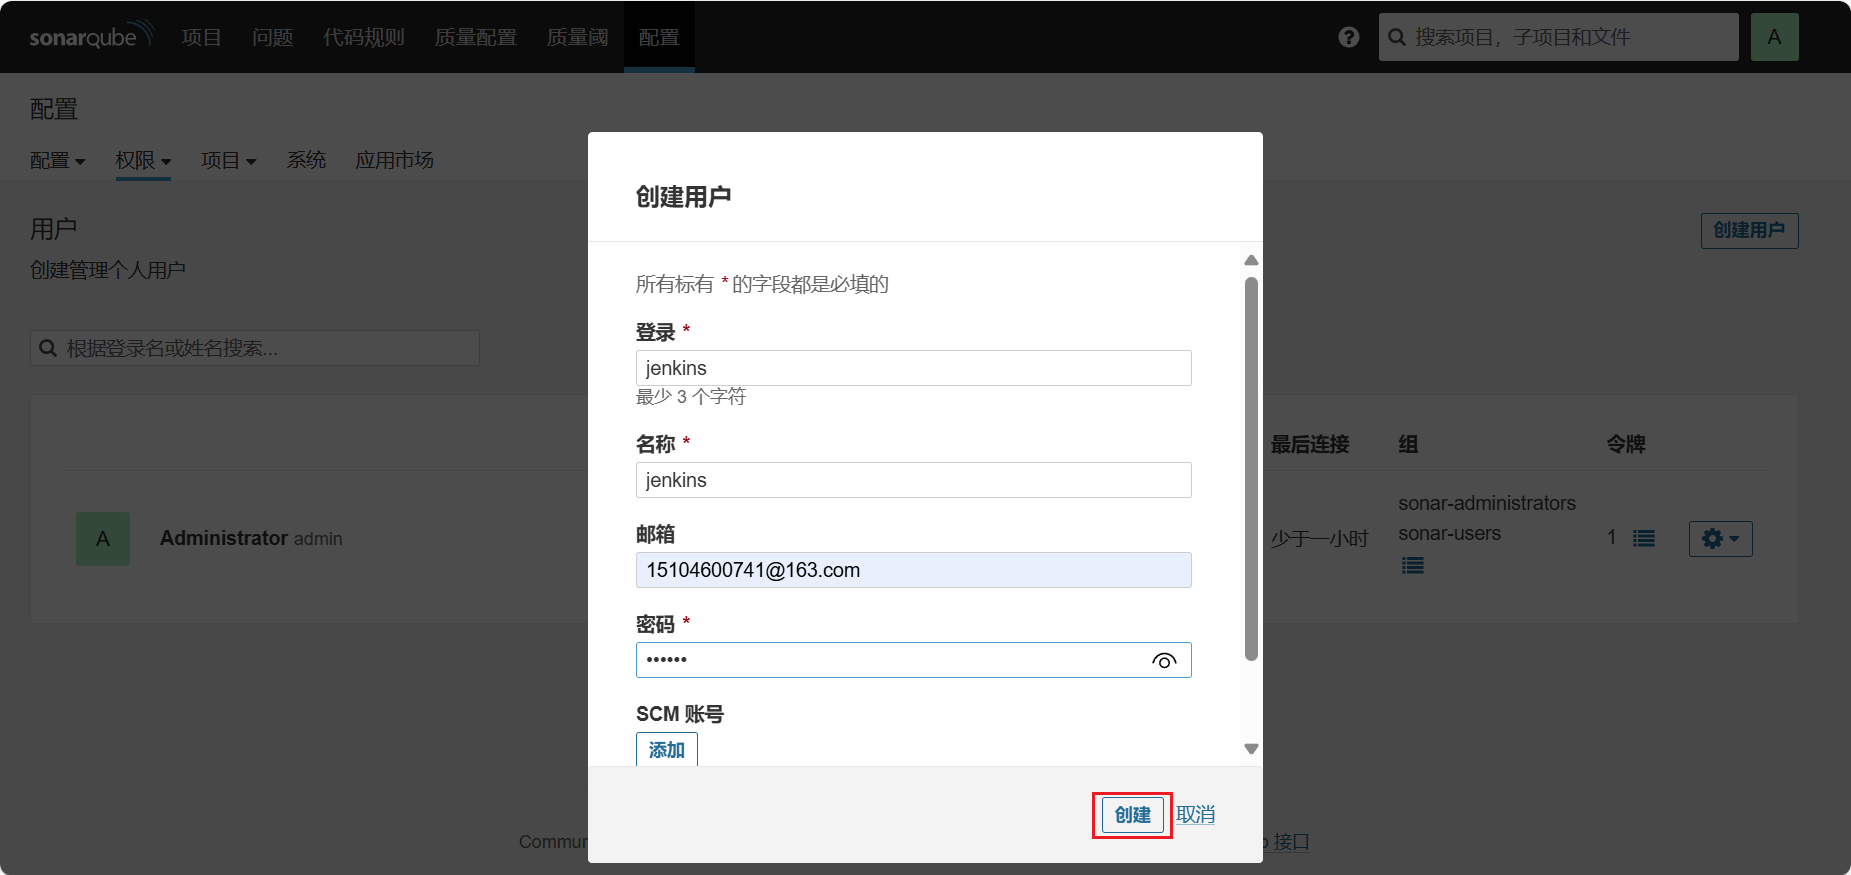 sonarqube 项目 问题 代码规则 质量配置 质量阈 配置 搜索项目，子项目和文件 A
配置
配置 权限 项目 系统 应用市场
用户
创建用户
创建管理个人用户
根据登录名或姓名搜索...
最后连接 组 令牌
A Administrator admin
少于一小时
sonar-administrators
sonar-users
1
创建用户
所有标有 * 的字段都是必填的
登录 *
jenkins
最少 3 个字符
名称 *
jenkins
邮箱
15104600741@163.com
密码 *
••••••
SCM 账号
添加
创建 取消
接口